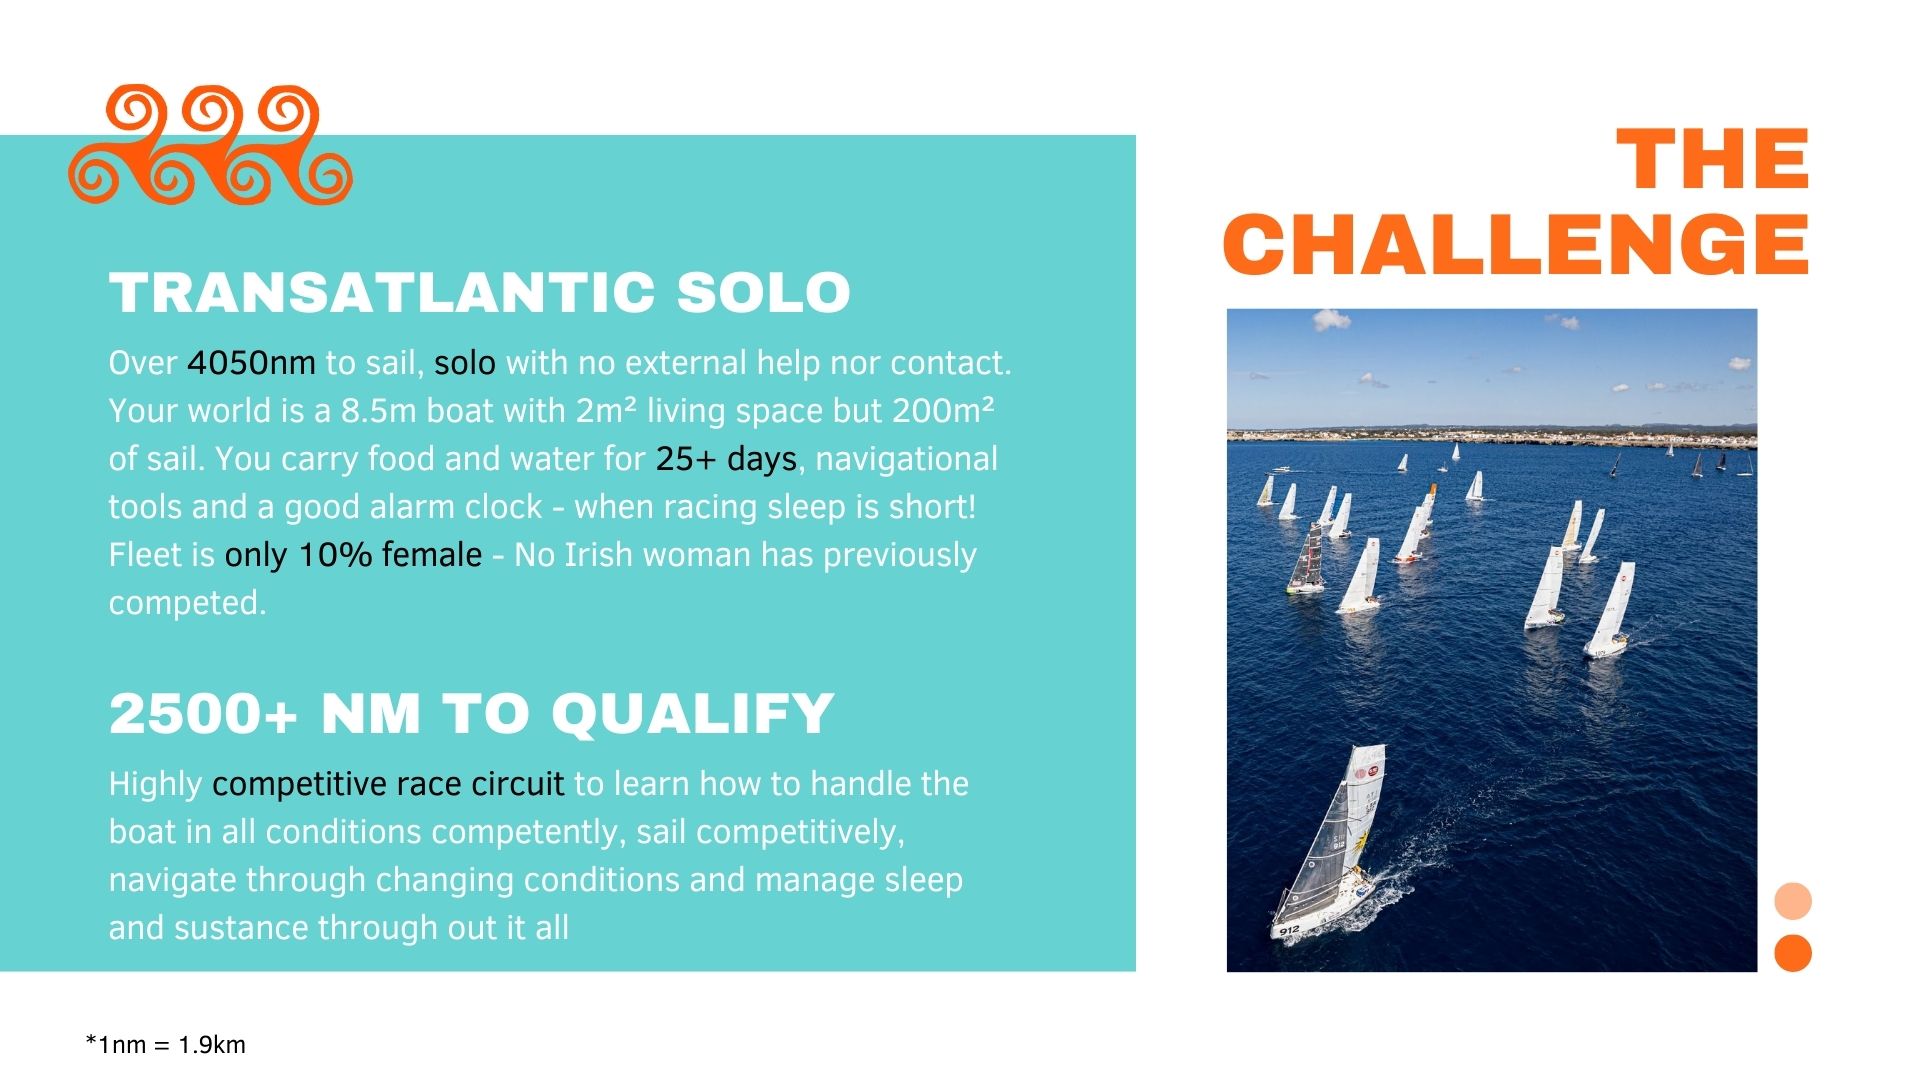 THE
CHALLENGE
TRANSATLANTIC SOLO
Over 4050nm to sail, solo with no external help nor contact.
Your world is a 8.5m boat with 2m² living space but 200m²
of sail. You carry food and water for 25+ days, navigational
tools and a good alarm clock - when racing sleep is short!
Fleet is only 10% female - No Irish woman has previously
competed.
2500+ NM TO QUALIFY
Highly competitive race circuit to learn how to handle the
boat in all conditions competently, sail competitively,
navigate through changing conditions and manage sleep
and sustance through out it all
912
*1nm = 1.9km